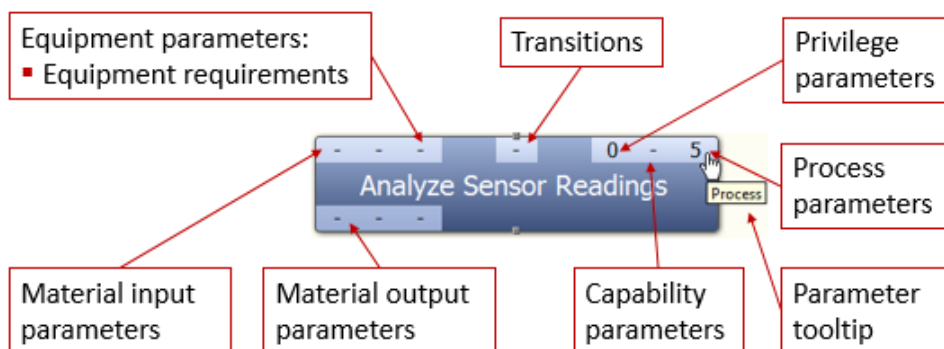 Equipment parameters:
▪ Equipment requirements
Transitions
Privilege
parameters
- - - - 0 - 5
Analyze Sensor Readings
Process
- - -
Process
parameters
Material input
parameters
Material output
parameters
Capability
parameters
Parameter
tooltip